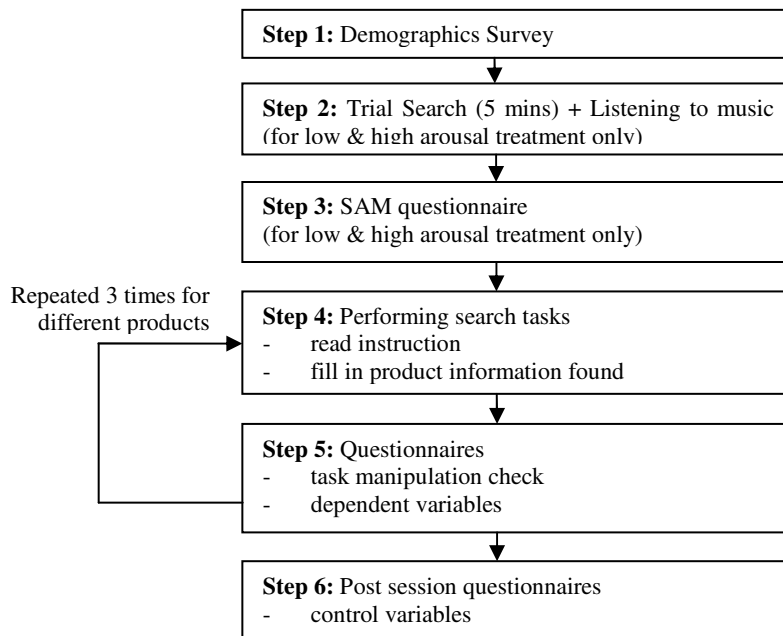 Step 1: Demographics Survey
Step 2: Trial Search (5 mins) + Listening to music
(for low & high arousal treatment only)
Step 3: SAM questionnaire
(for low & high arousal treatment only)
Repeated 3 times for
different products
Step 4: Performing search tasks
- read instruction
- fill in product information found
Step 5: Questionnaires
- task manipulation check
- dependent variables
Step 6: Post session questionnaires
- control variables